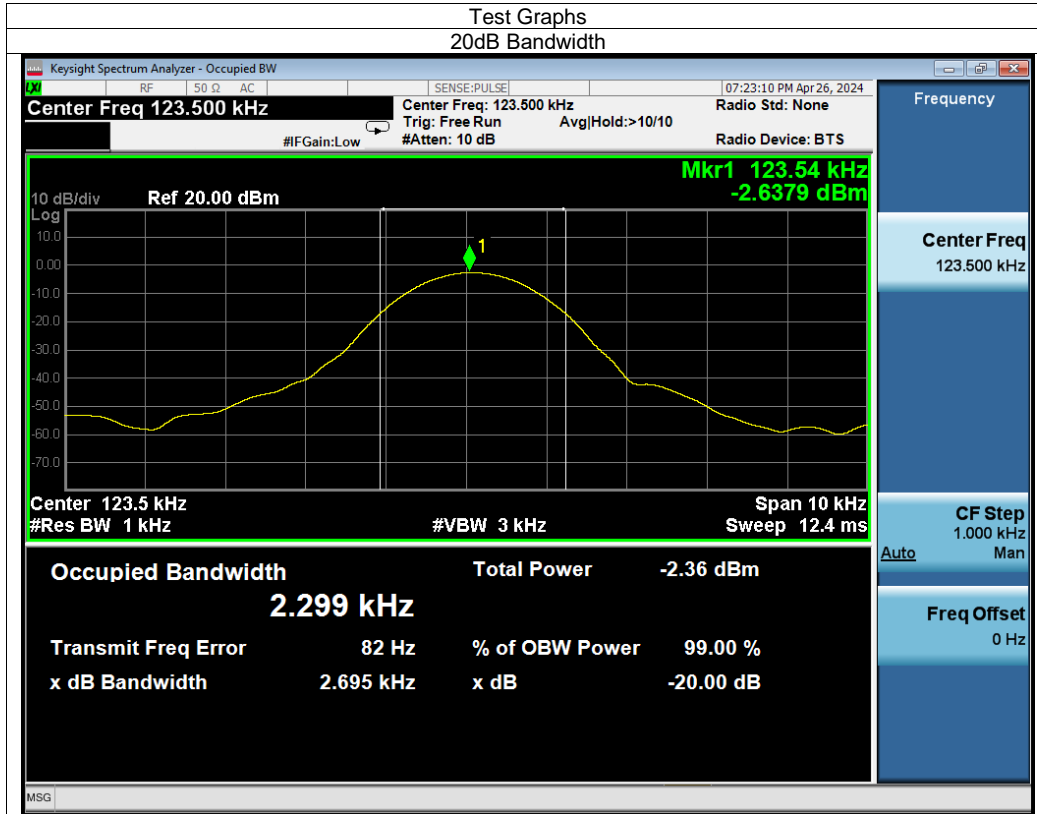 Test Graphs
20dB Bandwidth
Keysight Spectrum Analyzer - Occupied BW
LXI RF 50 Ω AC SENSE:PULSE 07:23:10 PM Apr 26, 2024
Center Freq 123.500 kHz
Center Freq: 123.500 kHz Radio Std: None
Trig: Free Run Avg|Hold:>10/10
#IFGain:Low #Atten: 10 dB Radio Device: BTS
Mkr1 123.54 kHz
10 dB/div Ref 20.00 dBm -2.6379 dBm
Log
10.0
1
0.00
-10.0
-20.0
-30.0
-40.0
-50.0
-60.0
-70.0
Center 123.5 kHz Span 10 kHz
#Res BW 1 kHz #VBW 3 kHz Sweep 12.4 ms
Occupied Bandwidth Total Power -2.36 dBm
2.299 kHz
Transmit Freq Error 82 Hz % of OBW Power 99.00 %
x dB Bandwidth 2.695 kHz x dB -20.00 dB
Frequency
Center Freq
123.500 kHz
CF Step
1.000 kHz
Auto Man
Freq Offset
0 Hz
MSG